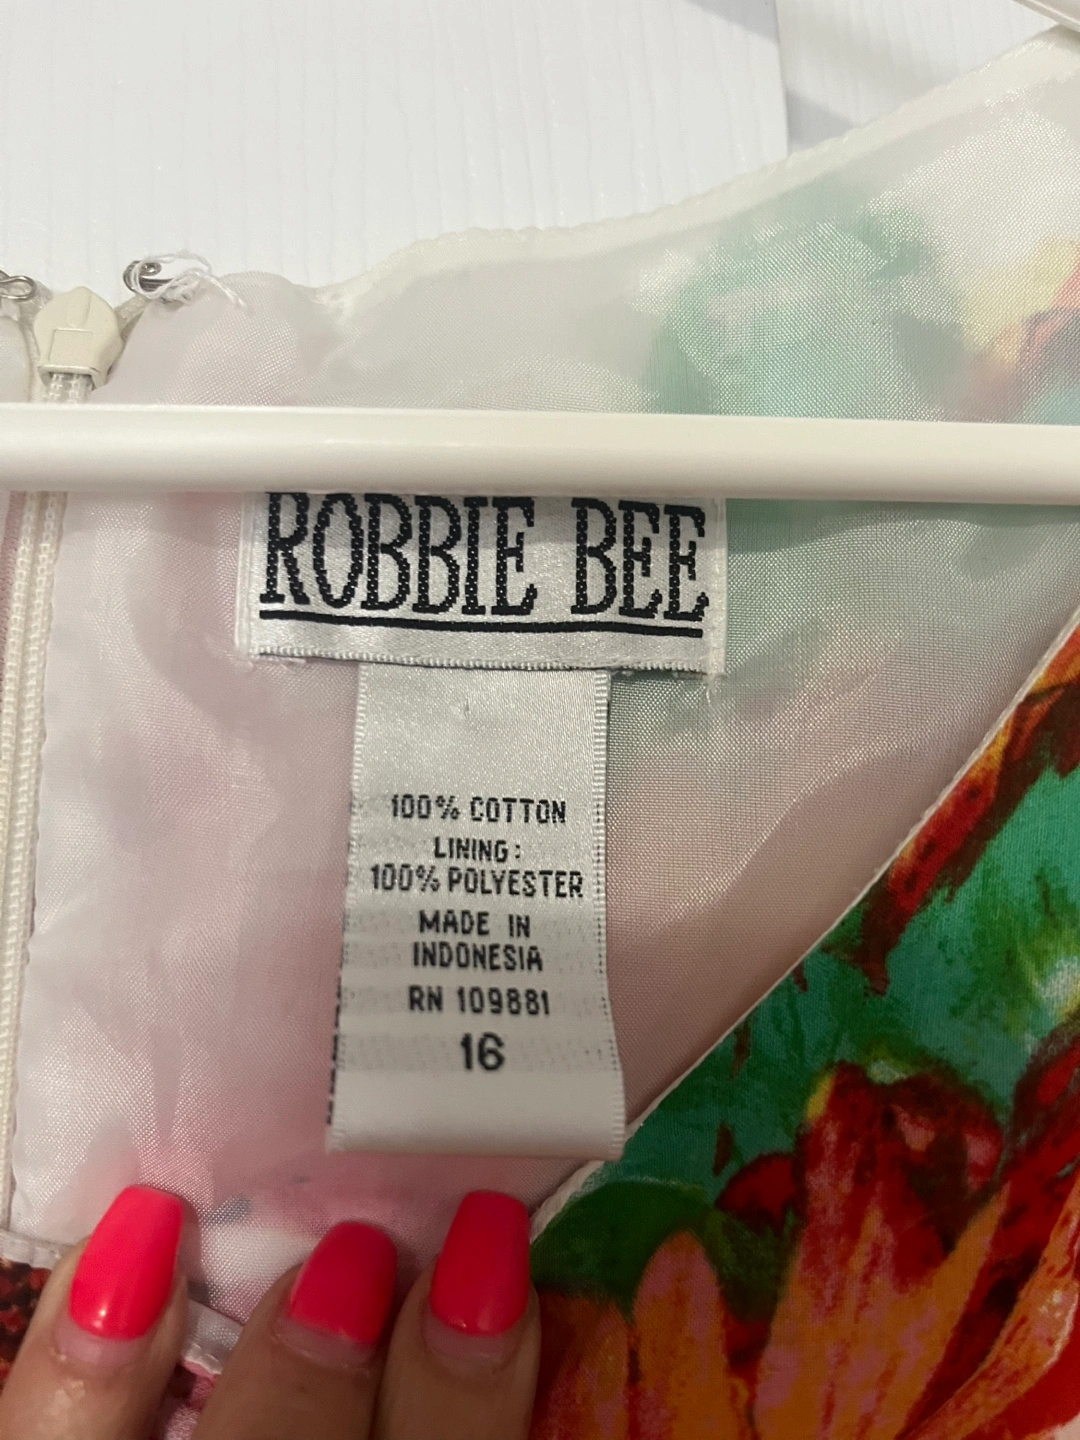 ROBBIE BEE
100% COTTON
LINING:
100% POLYESTER
MADE IN
INDONESIA
RN 109881
16